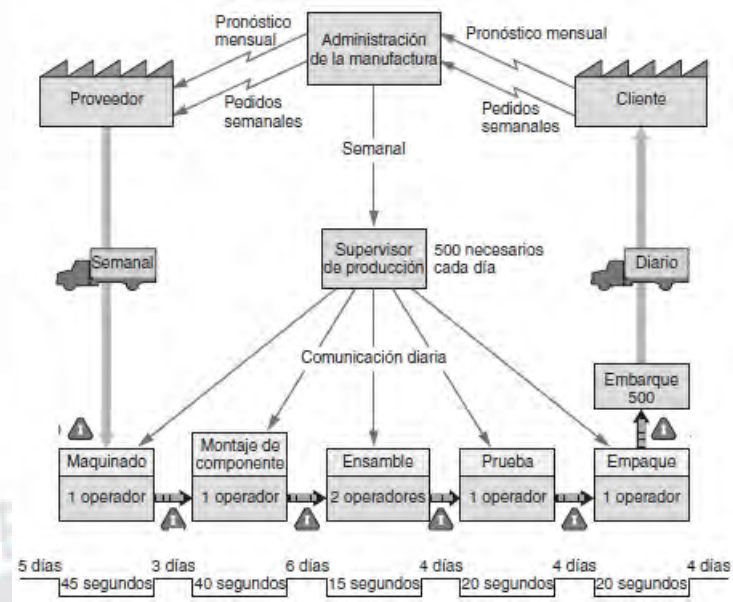 Pronóstico
mensual
Administración
de la manufactura
Pronóstico mensual
Proveedor
Cliente
Pedidos
semanales
Pedidos
semanales
Semanal
Semanal
Supervisor
de producción
500 necesarios
cada día
Diario
Comunicación diaria
Embarque
500
Maquinado
1 operador
Montaje de
componente
1 operador
Ensamble
2 operadores
Prueba
1 operador
Empaque
1 operador
5 días 3 días 6 días 4 días 4 días 4 días
45 segundos 40 segundos 15 segundos 20 segundos 20 segundos